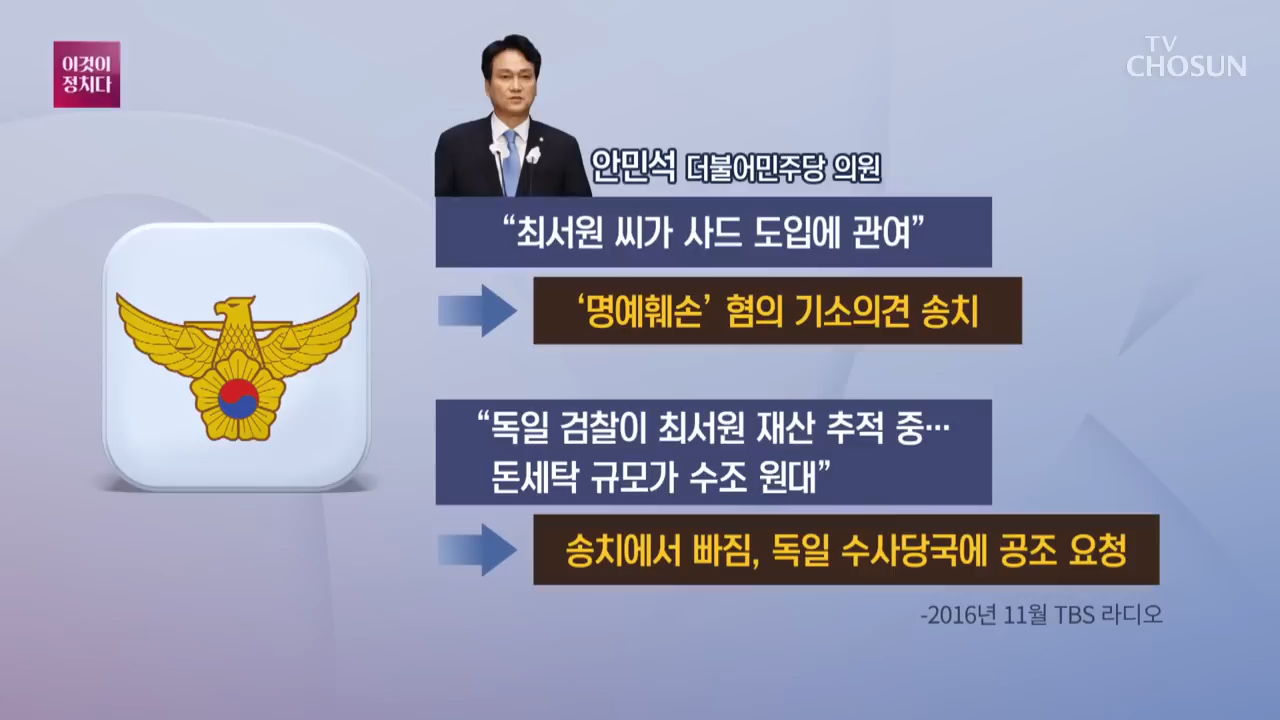 이것이
정치다
TV
CHOSUN
안민석 더불어민주당 의원
“최서원 씨가 사드 도입에 관여”
‘명예훼손’ 혐의 기소의견 송치
“독일 검찰이 최서원 재산 추적 중…
돈세탁 규모가 수조 원대”
송치에서 빠짐, 독일 수사당국에 공조 요청
-2016년 11월 TBS 라디오